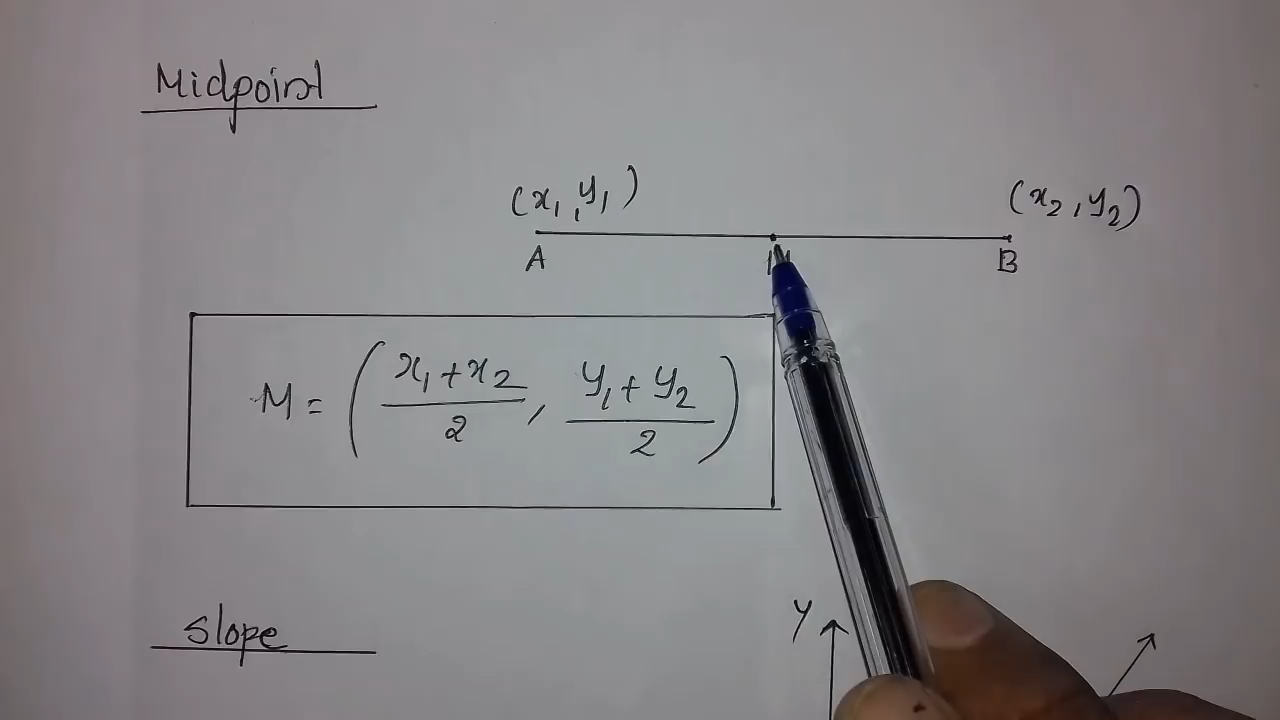 Midpoint
(x₁, y₁) (x₂, y₂)
A M B
M = ( x₁ + x₂ / 2 , y₁ + y₂ / 2 )
Slope
y